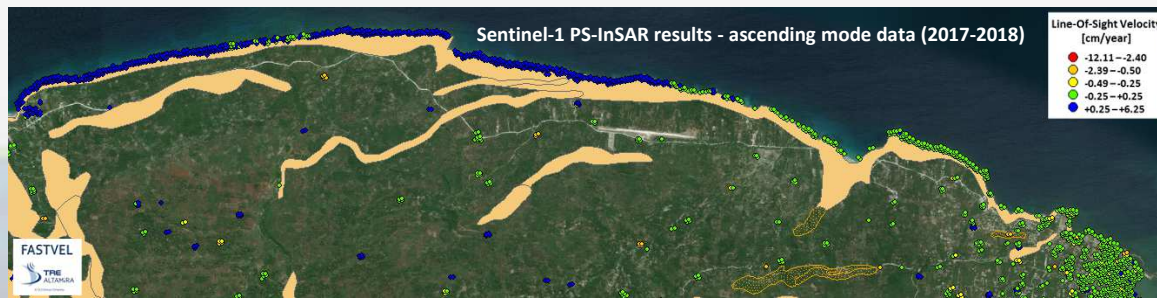 Sentinel-1 PS-InSAR results - ascending mode data (2017-2018)
Line-Of-Sight Velocity
[cm/year]
-12.11 – -2.40
-2.39 – -0.50
-0.49 – -0.25
-0.25 – +0.25
+0.25 – +6.25
FASTVEL
TRE
ALTAMIRA